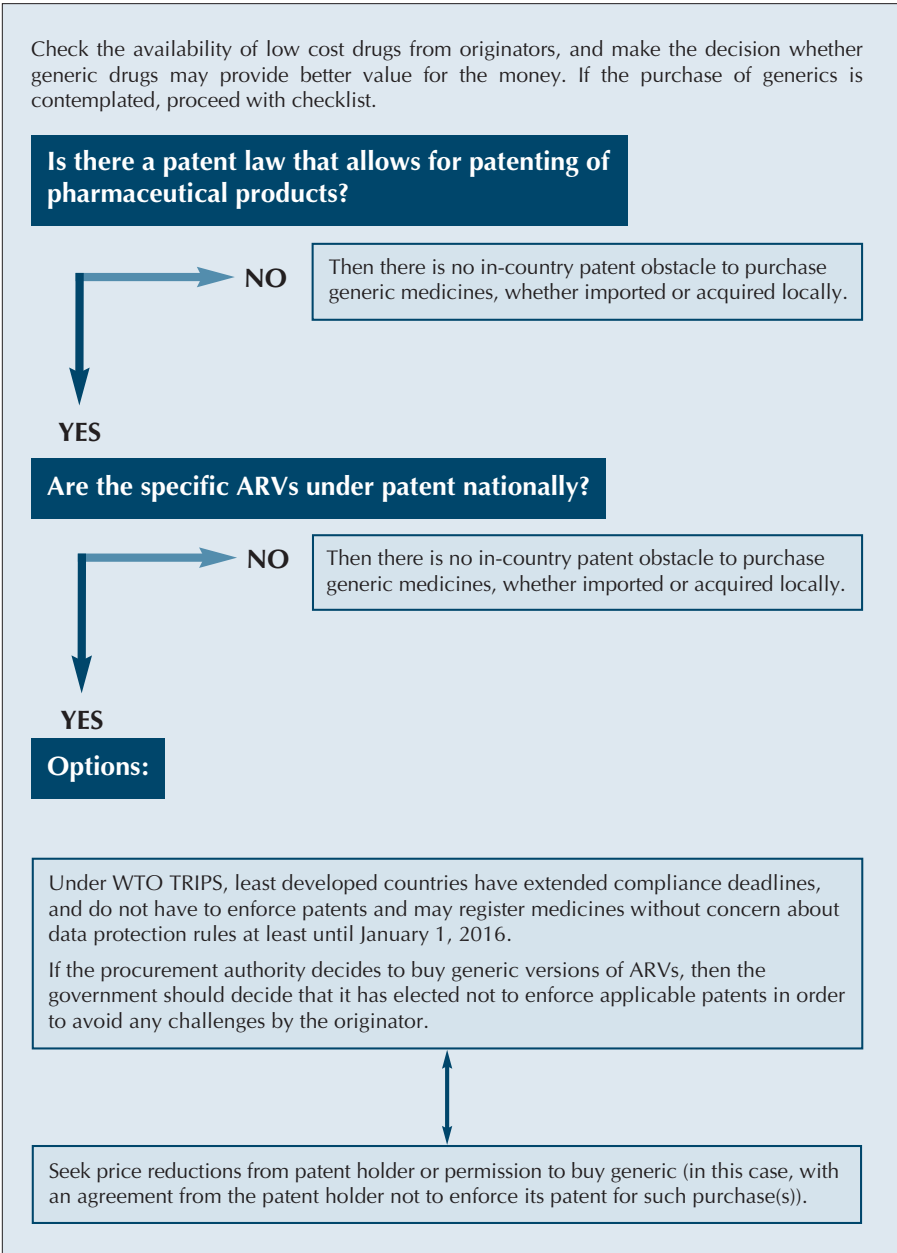 Check the availability of low cost drugs from originators, and make the decision whether
generic drugs may provide better value for the money. If the purchase of generics is
contemplated, proceed with checklist.
Is there a patent law that allows for patenting of
pharmaceutical products?
NO
Then there is no in-country patent obstacle to purchase
generic medicines, whether imported or acquired locally.
YES
Are the specific ARVs under patent nationally?
NO
Then there is no in-country patent obstacle to purchase
generic medicines, whether imported or acquired locally.
YES
Options:
Under WTO TRIPS, least developed countries have extended compliance deadlines,
and do not have to enforce patents and may register medicines without concern about
data protection rules at least until January 1, 2016.
If the procurement authority decides to buy generic versions of ARVs, then the
government should decide that it has elected not to enforce applicable patents in order
to avoid any challenges by the originator.
Seek price reductions from patent holder or permission to buy generic (in this case, with
an agreement from the patent holder not to enforce its patent for such purchase(s)).